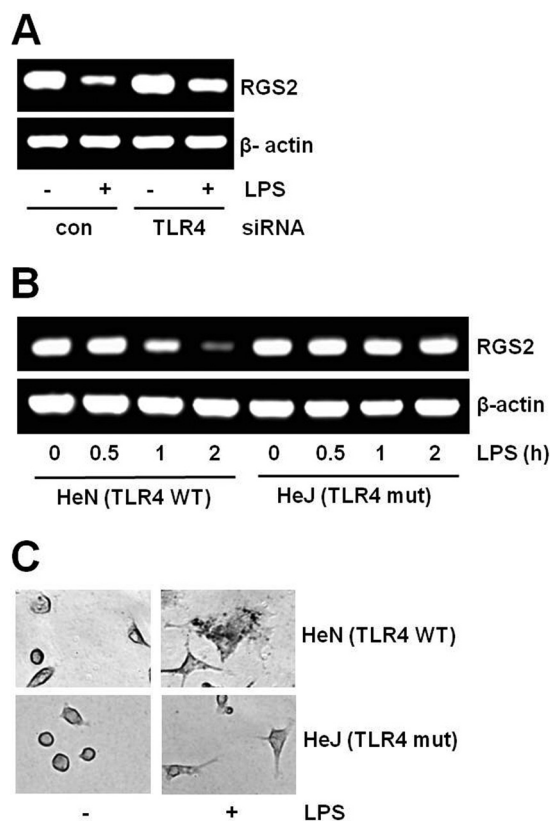 A
RGS2
β- actin
- + - + LPS
con TLR4 siRNA
B
RGS2
β-actin
0 0.5 1 2 0 0.5 1 2 LPS (h)
HeN (TLR4 WT) HeJ (TLR4 mut)
C
HeN (TLR4 WT)
HeJ (TLR4 mut)
- + LPS